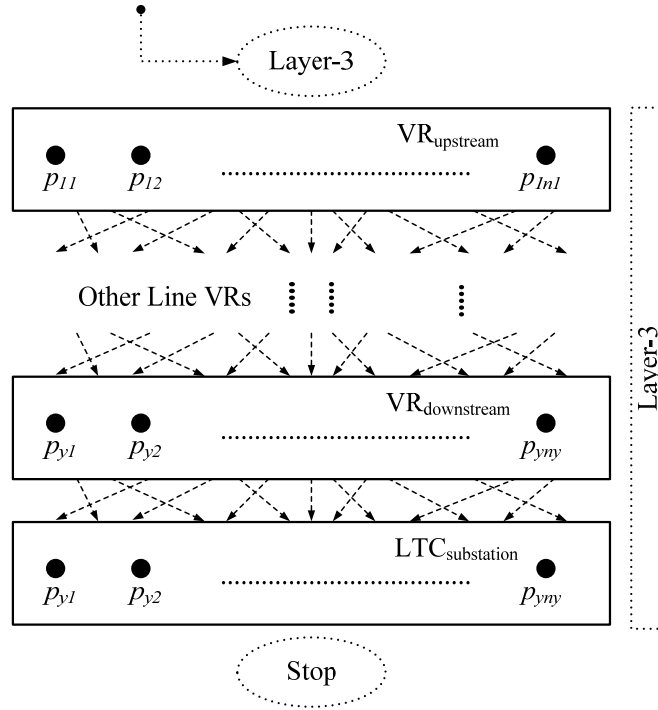 Layer-3
VRupstream
p11 p12 p1n1
Other Line VRs
VRdownstream
py1 py2 pyny
LTCsubstation
py1 py2 pyny
Layer-3
Stop